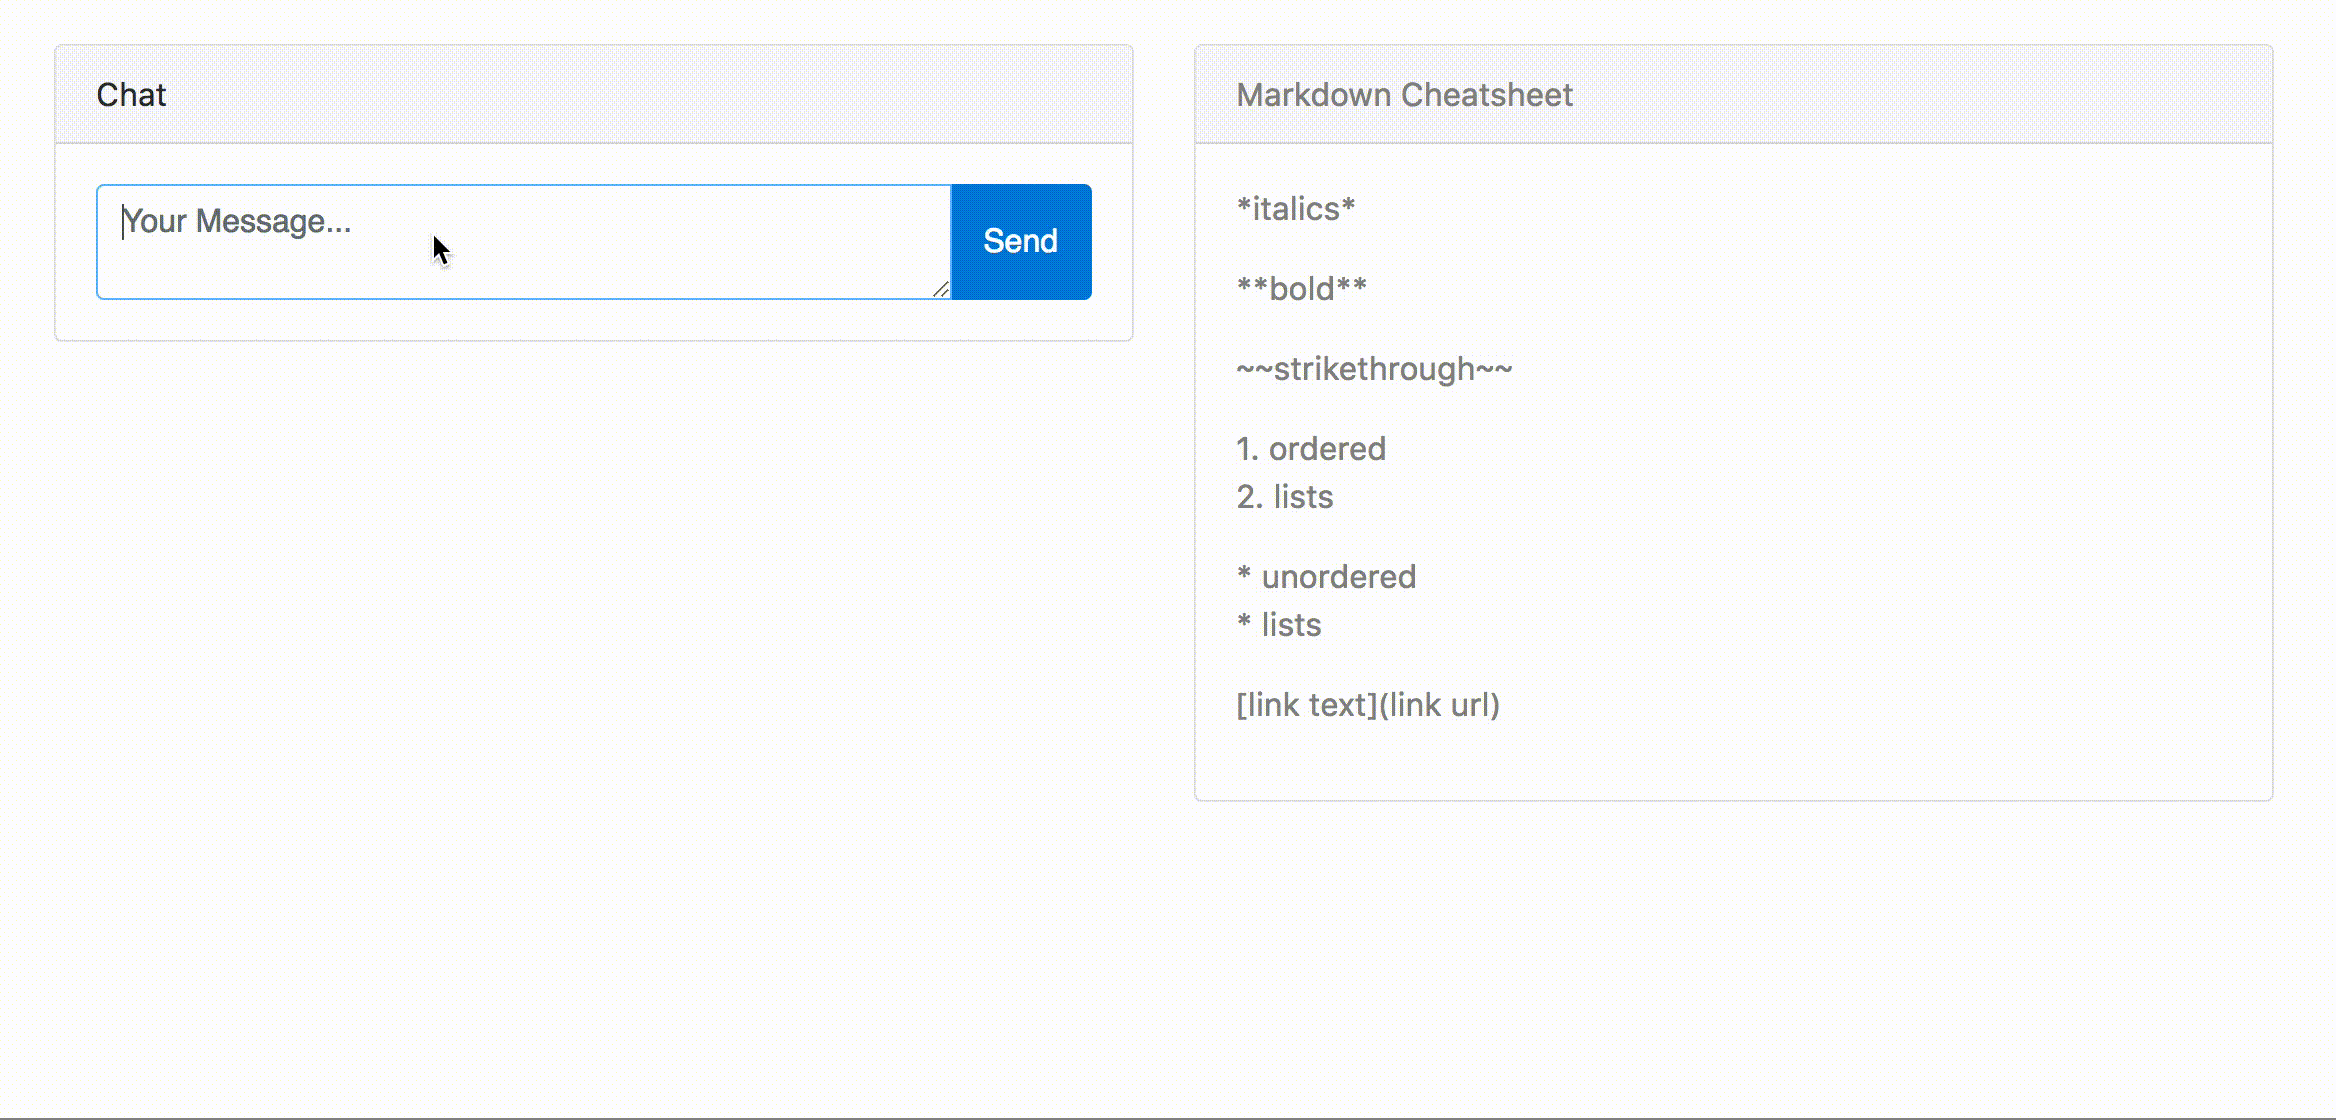 Chat
Your Message...
Send
Markdown Cheatsheet
*italics*
**bold**
~~strikethrough~~
1. ordered
2. lists
* unordered
* lists
[link text](link url)